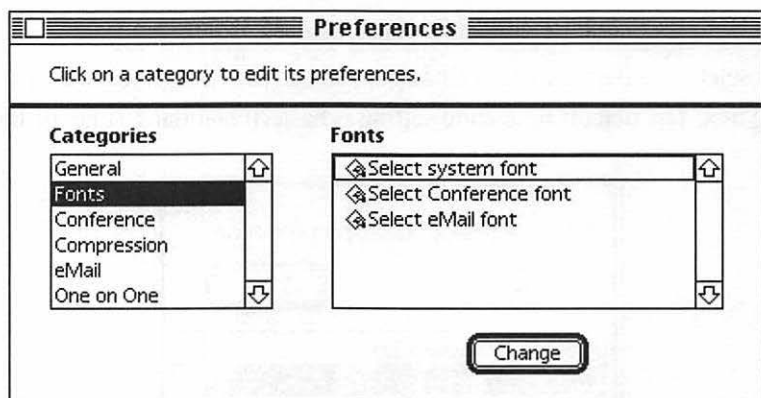 Preferences
Click on a category to edit its preferences.
Categories
General
Fonts
Conference
Compression
eMail
One on One
Fonts
Select system font
Select Conference font
Select eMail font
Change